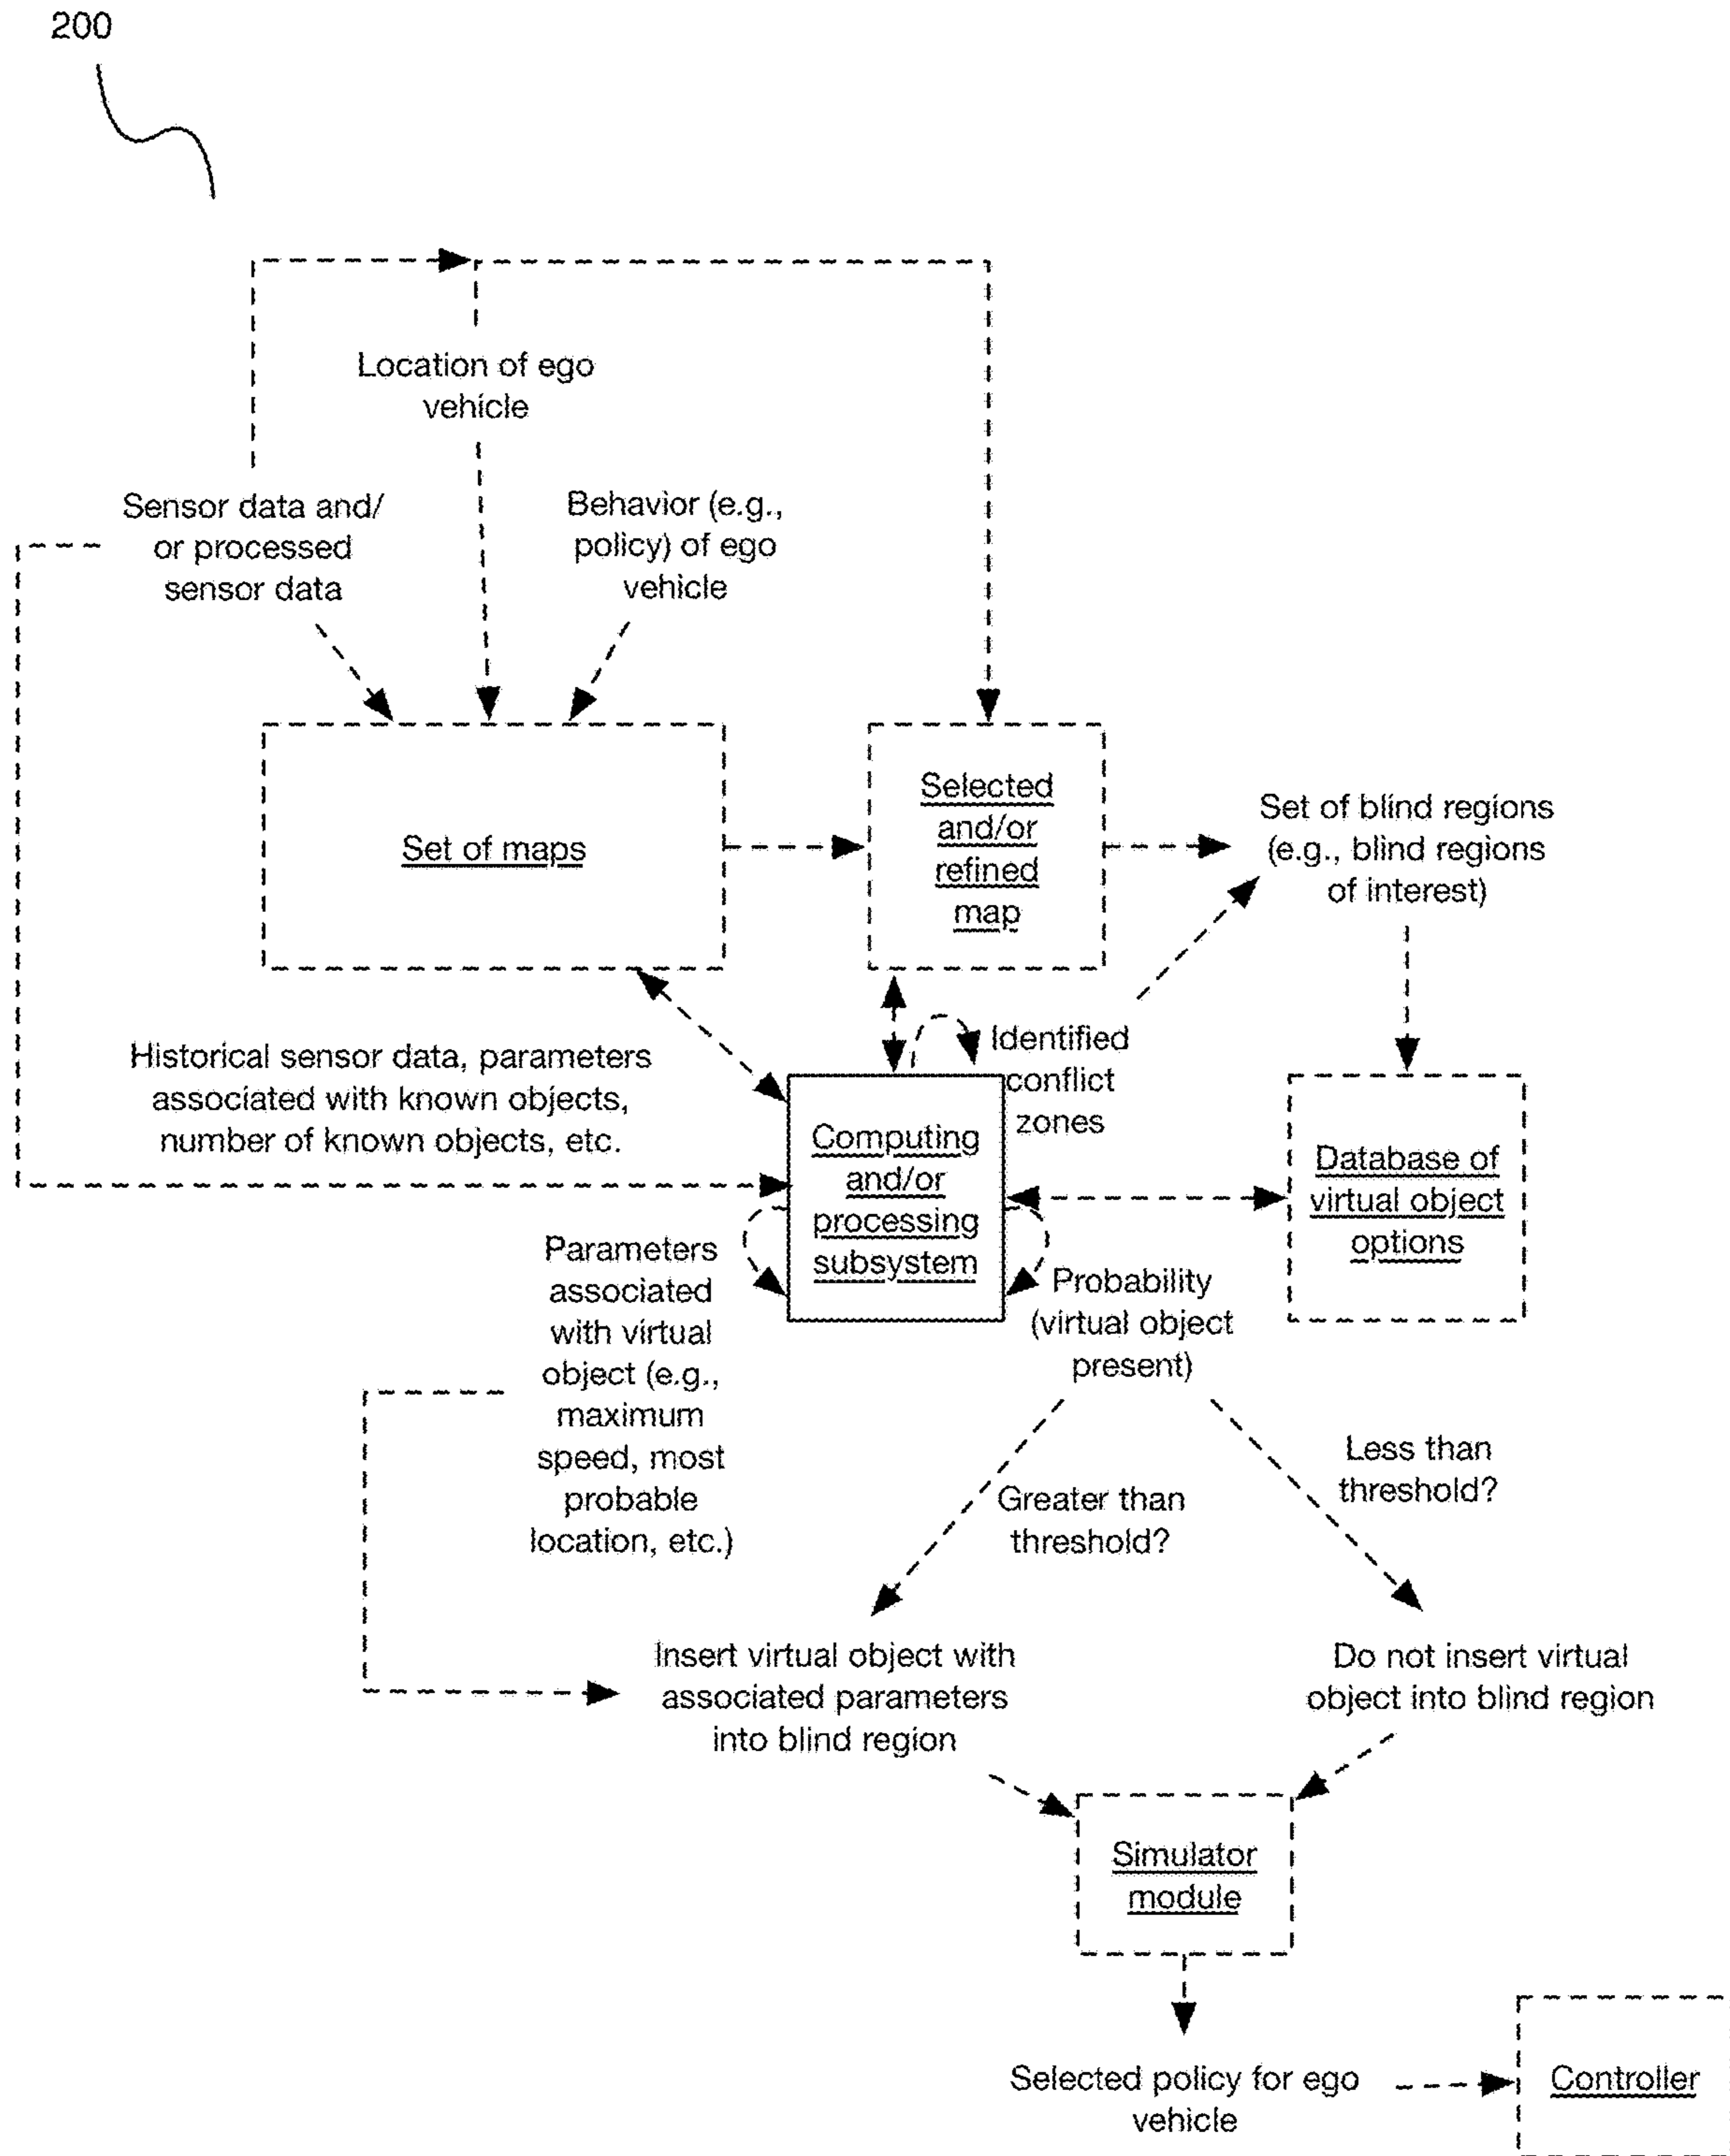 200
Location of ego
vehicle
Sensor data and/
or processed
sensor data
Behavior (e.g.,
policy) of ego
vehicle
Set of maps
Selected
and/or
refined
map
Set of blind regions
(e.g., blind regions
of interest)
Historical sensor data, parameters
associated with known objects,
number of known objects, etc.
Identified
conflict
zones
Computing
and/or
processing
subsystem
Database of
virtual object
options
Parameters
associated
with virtual
object (e.g.,
maximum
speed, most
probable
location, etc.)
Probability
(virtual object
present)
Greater than
threshold?
Less than
threshold?
Insert virtual object with
associated parameters
into blind region
Do not insert virtual
object into blind region
Simulator
module
Selected policy for ego
vehicle
Controller